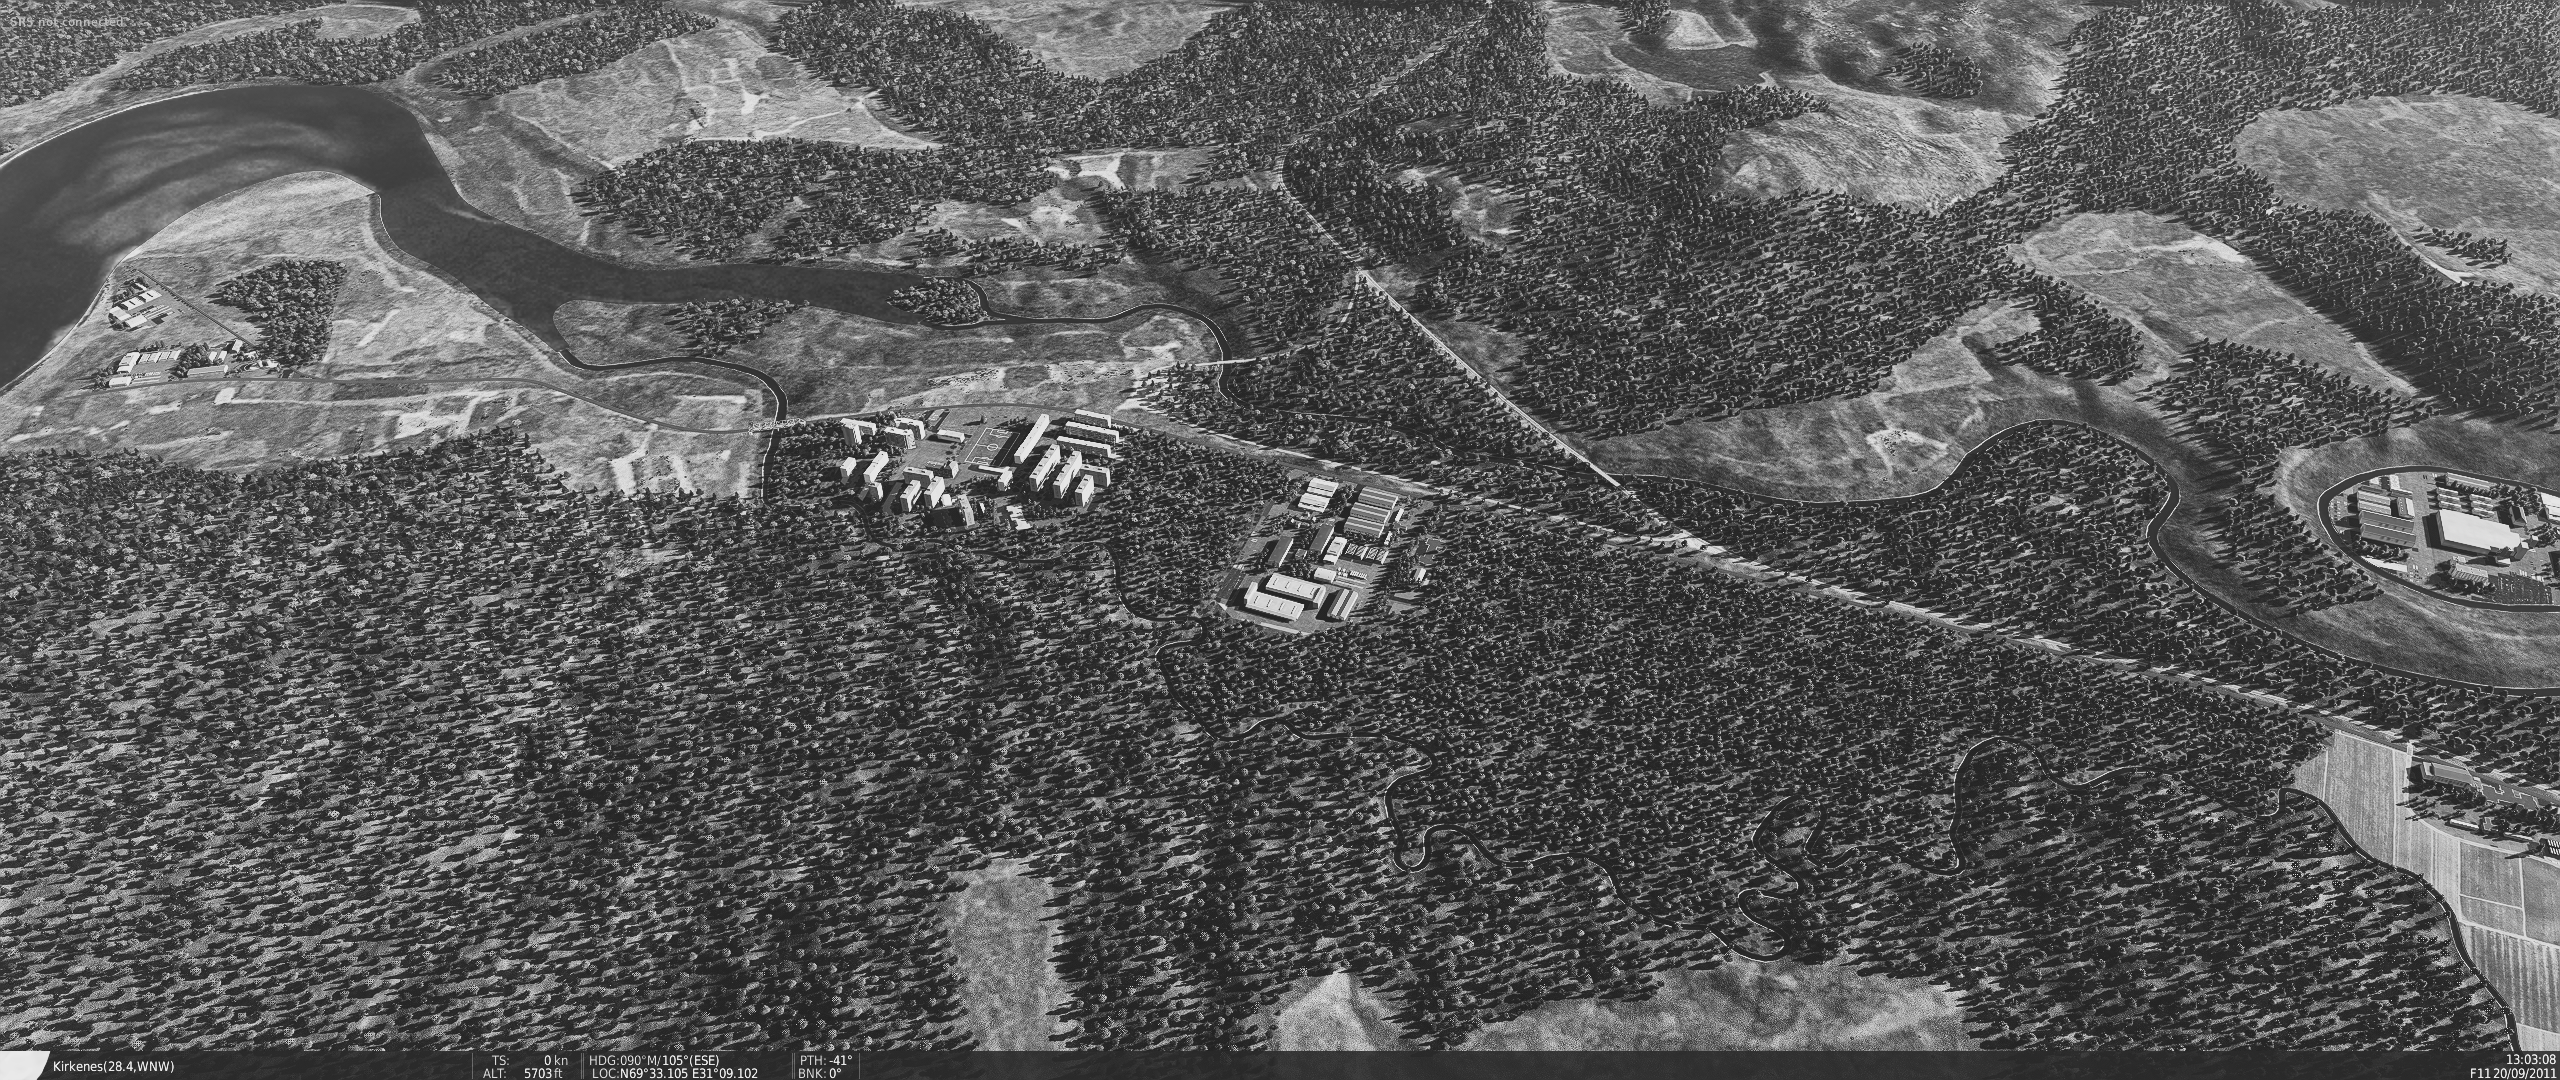 SRS not connected.
Kirkenes(28.4,WNW)
TS: 0 kn
ALT: 5703 ft
HDG:090°M/105°(ESE)
LOC:N69°33.105 E31°09.102
PTH: -41°
BNK: 0°
13:03:08
F11 20/09/2011